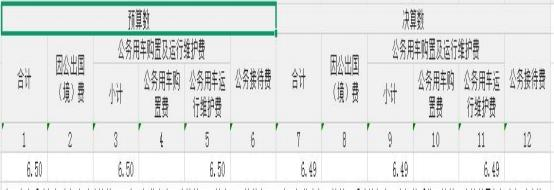 预算数 决算数
合计 因公出国（境）费 公务用车购置及运行维护费 公务接待费 合计 因公出国（境）费 公务用车购置及运行维护费 公务接待费
小计 公务用车购置费 公务用车运行维护费 小计 公务用车购置费 公务用车运行维护费
1 2 3 4 5 6 7 8 9 10 11 12
6.50 6.50 6.50 6.49 6.49 6.49